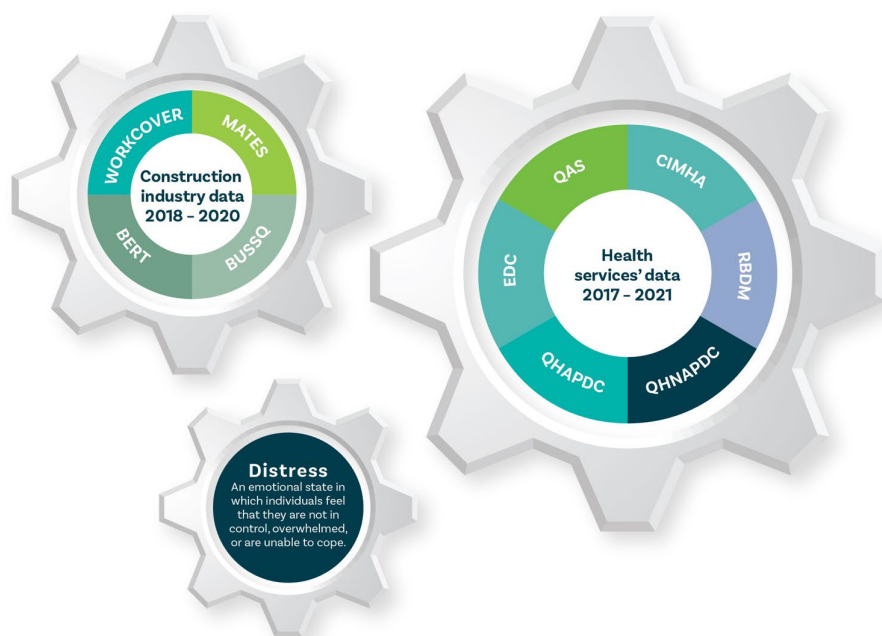 WORKCOVER
MATES
Construction
industry data
2018 – 2020
BERT
BUSSQ
QAS
CIMHA
EDC
Health
services’ data
2017 – 2021
RBDM
QHAPDC
QHNAPDC
Distress
An emotional state in
which individuals feel
that they are not in
control, overwhelmed,
or are unable to cope.